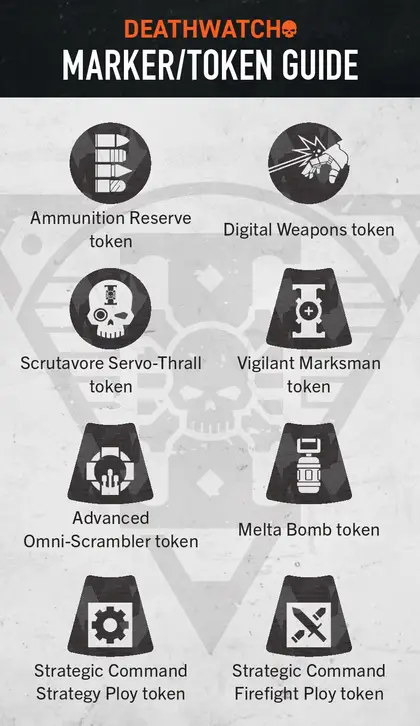 DEATHWATCH
MARKER/TOKEN GUIDE
Ammunition Reserve
token
Digital Weapons token
Scrutavore Servo-Thrall
token
Vigilant Marksman
token
Advanced
Omni-Scrambler token
Melta Bomb token
Strategic Command
Strategy Ploy token
Strategic Command
Firefight Ploy token